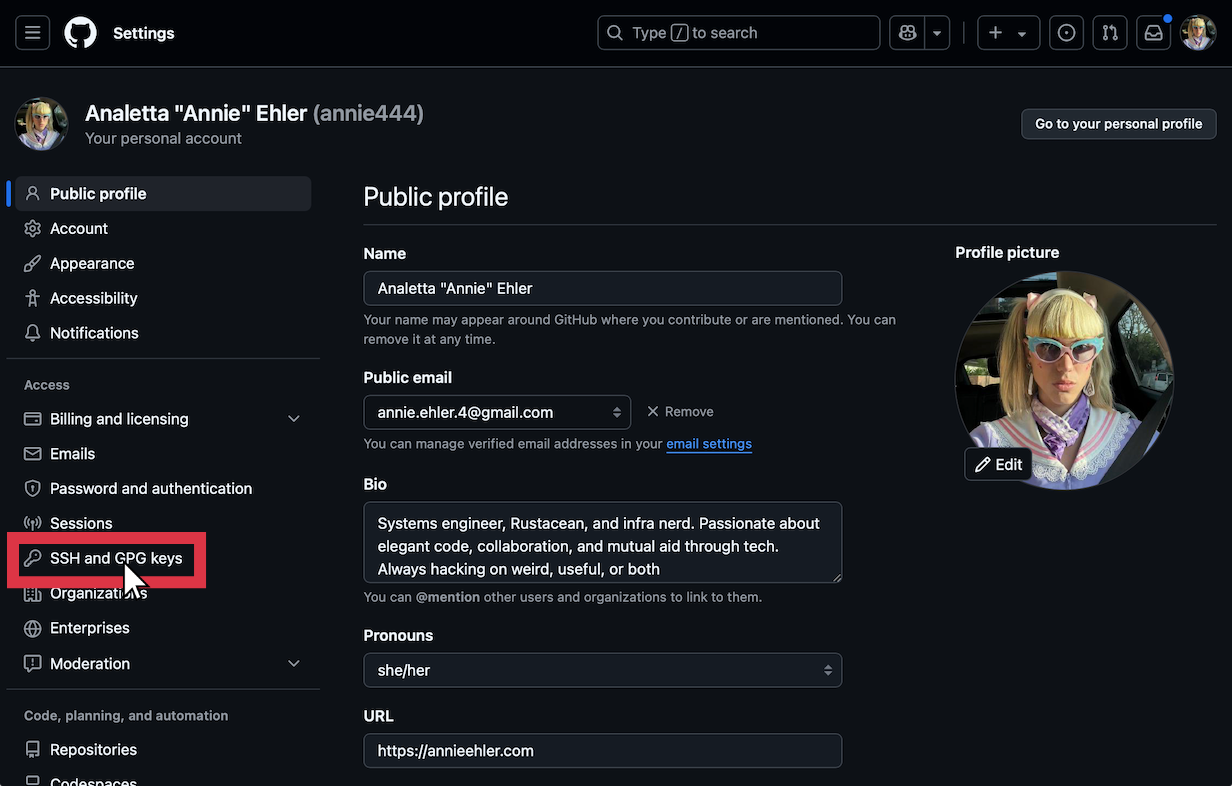 Settings
Type / to search
Analetta "Annie" Ehler (annie444)
Your personal account
Go to your personal profile
Public profile
Account
Appearance
Accessibility
Notifications
Access
Billing and licensing
Emails
Password and authentication
Sessions
SSH and GPG keys
Organizations
Enterprises
Moderation
Code, planning, and automation
Repositories
Codespaces
Public profile
Name
Analetta "Annie" Ehler
Your name may appear around GitHub where you contribute or are mentioned. You can
remove it at any time.
Public email
annie.ehler.4@gmail.com
Remove
You can manage verified email addresses in your email settings
Bio
Systems engineer, Rustacean, and infra nerd. Passionate about
elegant code, collaboration, and mutual aid through tech.
Always hacking on weird, useful, or both
You can @mention other users and organizations to link to them.
Pronouns
she/her
URL
https://annieehler.com
Profile picture
Edit